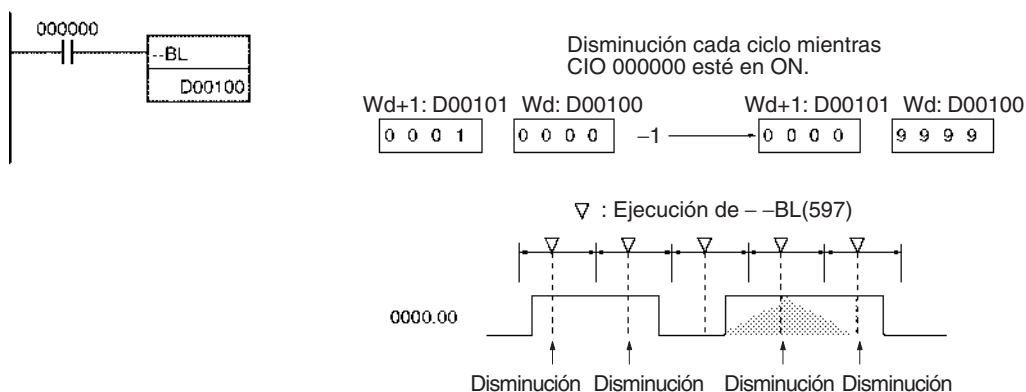 000000
--BL
D00100
Disminución cada ciclo mientras
CIO 000000 esté en ON.
Wd+1: D00101 Wd: D00100 Wd+1: D00101 Wd: D00100
0 0 0 1 0 0 0 0 –1 0 0 0 0 9 9 9 9
: Ejecución de – –BL(597)
0000.00
Disminución Disminución Disminución Disminución